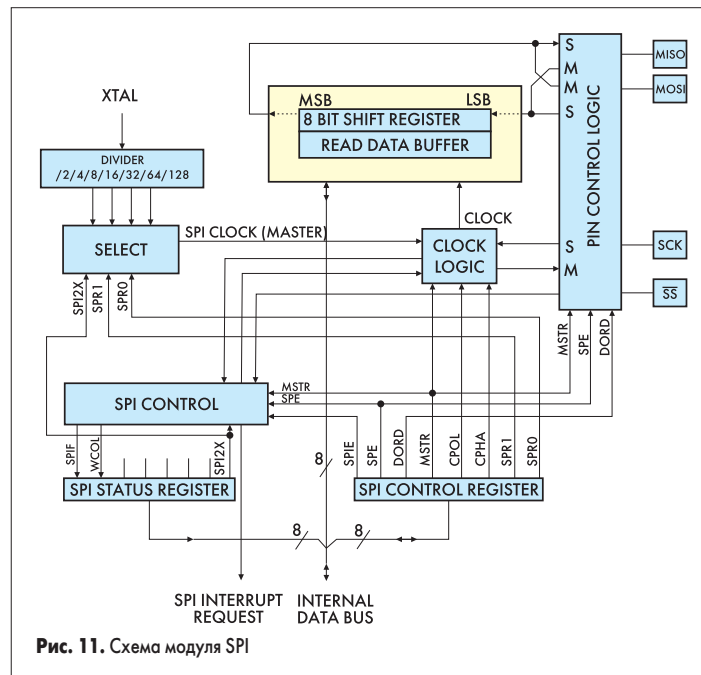 XTAL
DIVIDER
/2/4/8/16/32/64/128
SELECT
SPI2X
SPR1
SPR0
SPI CLOCK (MASTER)
MSB
LSB
8 BIT SHIFT REGISTER
READ DATA BUFFER
CLOCK
CLOCK
LOGIC
S
M
M
S
S
M
PIN CONTROL LOGIC
MISO
MOSI
SCK
SS
MSTR
SPE
DORD
SPI CONTROL
MSTR
SPE
SPIF
WCOL
SPI2X
SPI STATUS REGISTER
8
SPIE
SPE
DORD
MSTR
CPOL
CPHA
SPR1
SPR0
SPI CONTROL REGISTER
8
8
SPI INTERRUPT
REQUEST
INTERNAL
DATA BUS
Рис. 11. Схема модуля SPI